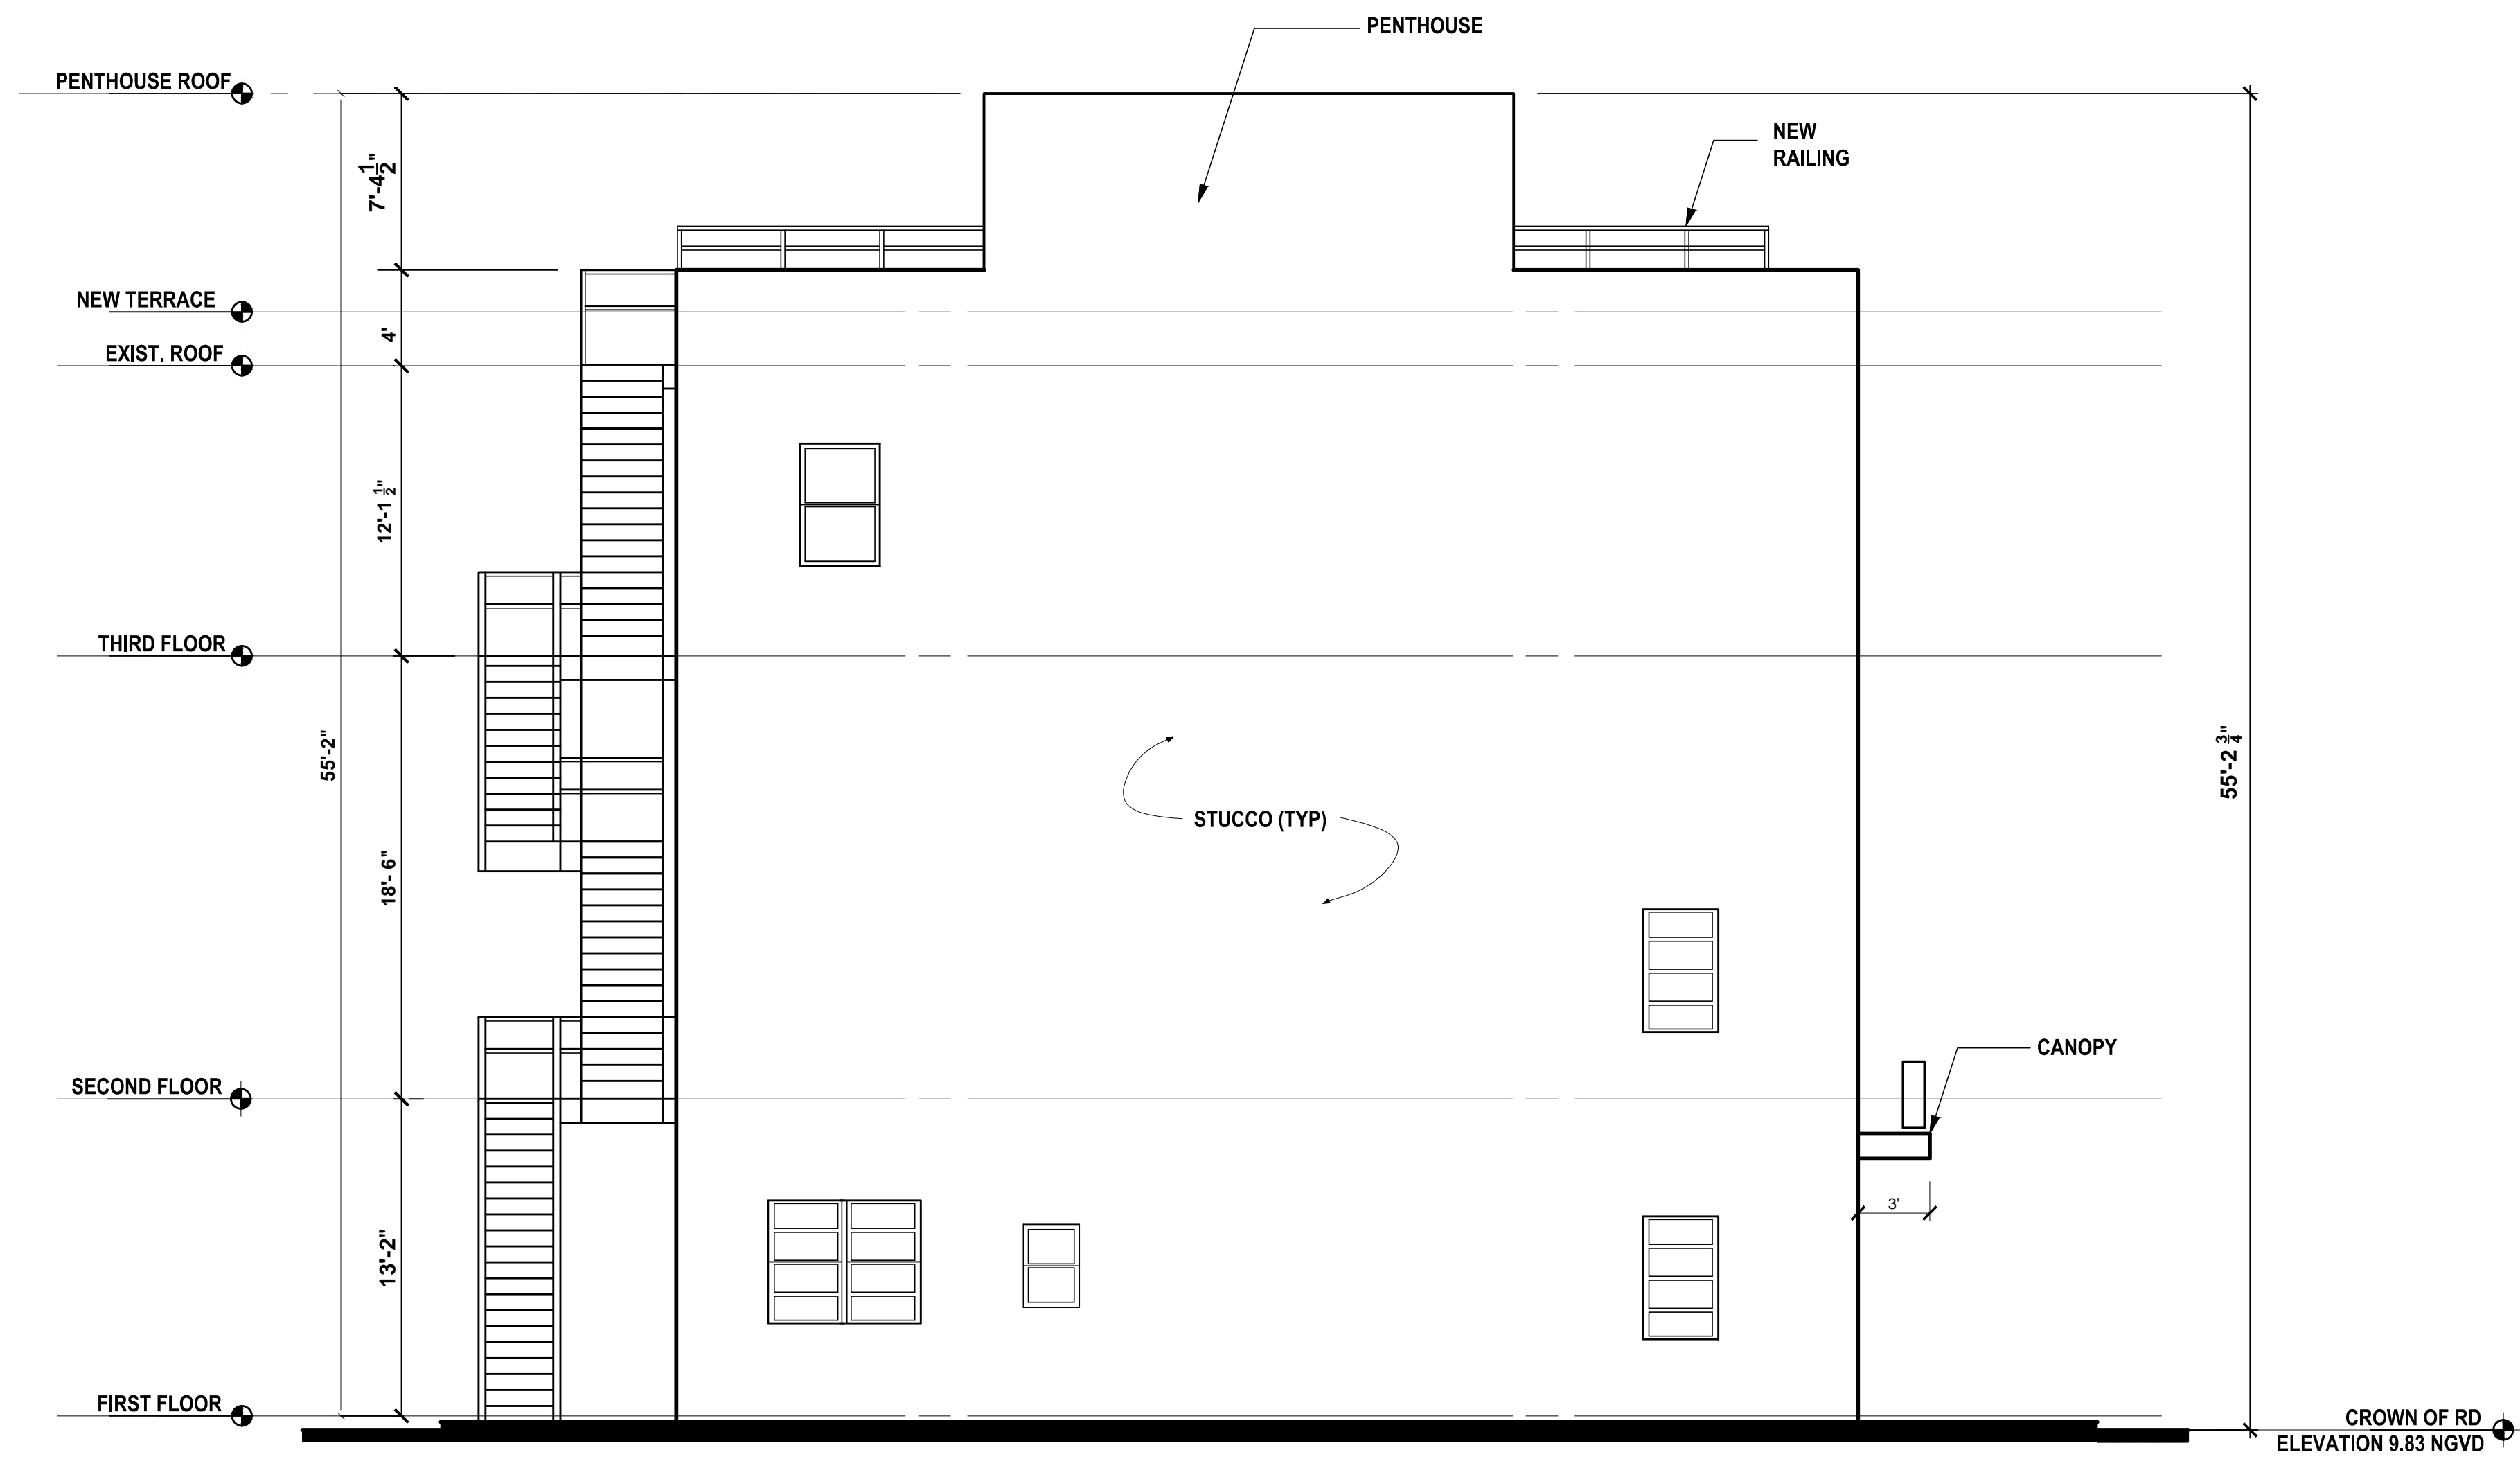 PENTHOUSE
PENTHOUSE ROOF
NEW
RAILING
7'-4 1/2"
NEW TERRACE
4'
EXIST. ROOF
12'-1 1/2"
THIRD FLOOR
55'-2"
55'-2 3/4"
STUCCO (TYP)
18'- 6"
CANOPY
SECOND FLOOR
3'
13'-2"
FIRST FLOOR
CROWN OF RD
ELEVATION 9.83 NGVD